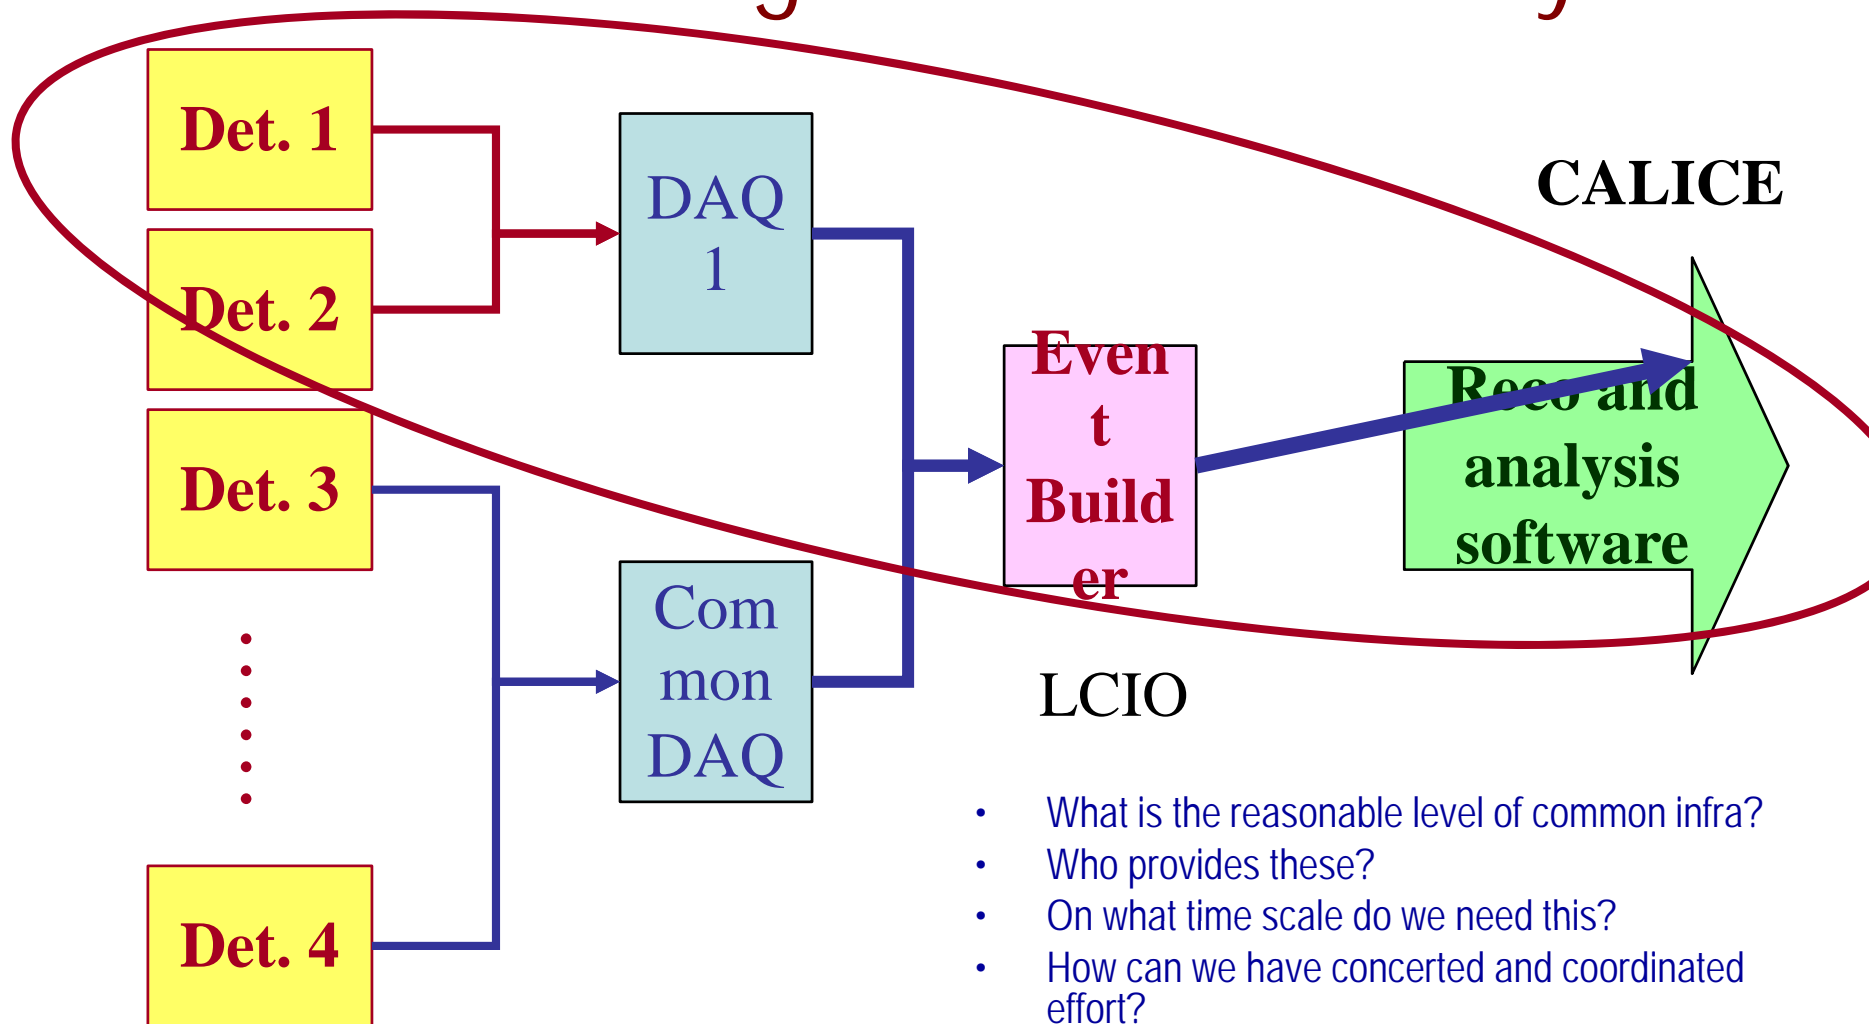 Det. 1
Det. 2
Det. 3
Det. 4
DAQ
1
Com
mon
DAQ
Even
t
Build
er
CALICE
Reco and
analysis
software
LCIO
• What is the reasonable level of common infra?
• Who provides these?
• On what time scale do we need this?
• How can we have concerted and coordinated
effort?